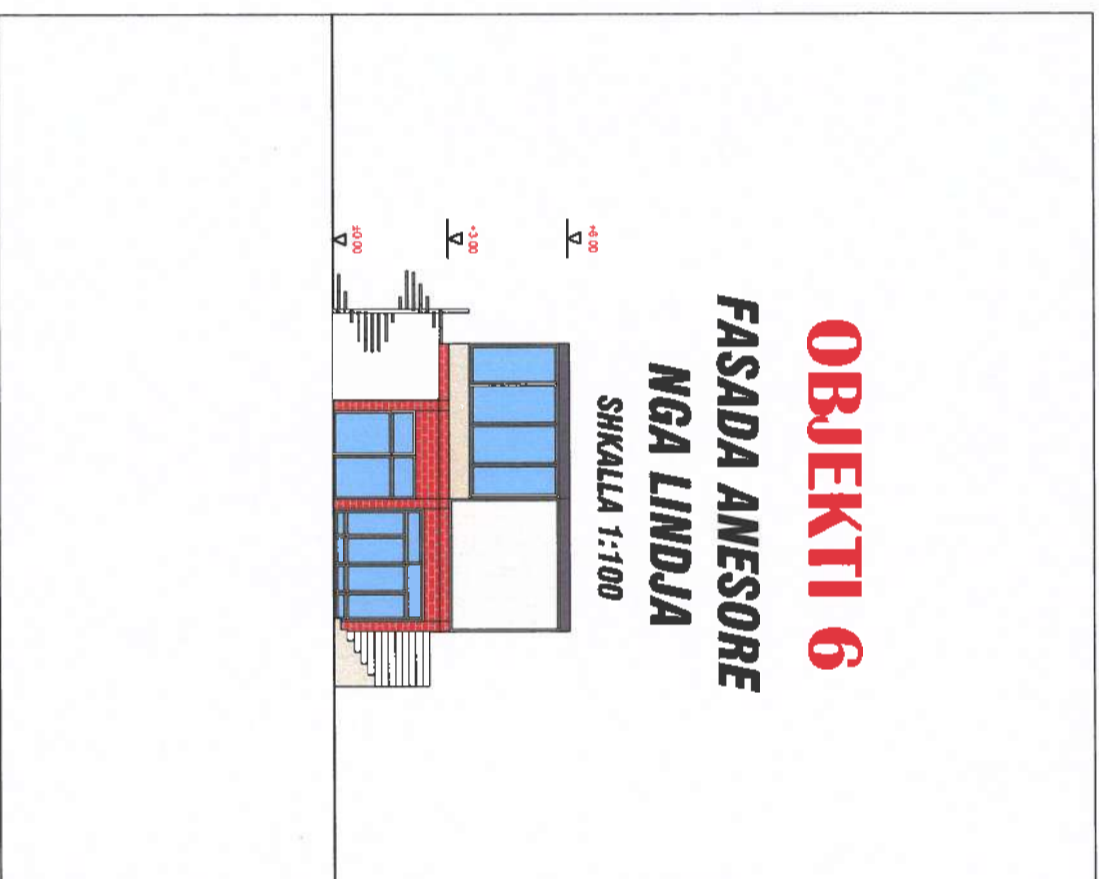 OBJEKTI 6
FASADA ANESORE
NGA LINDJA
SHKALLA 1:100
+6.00
+3.00
±0.00